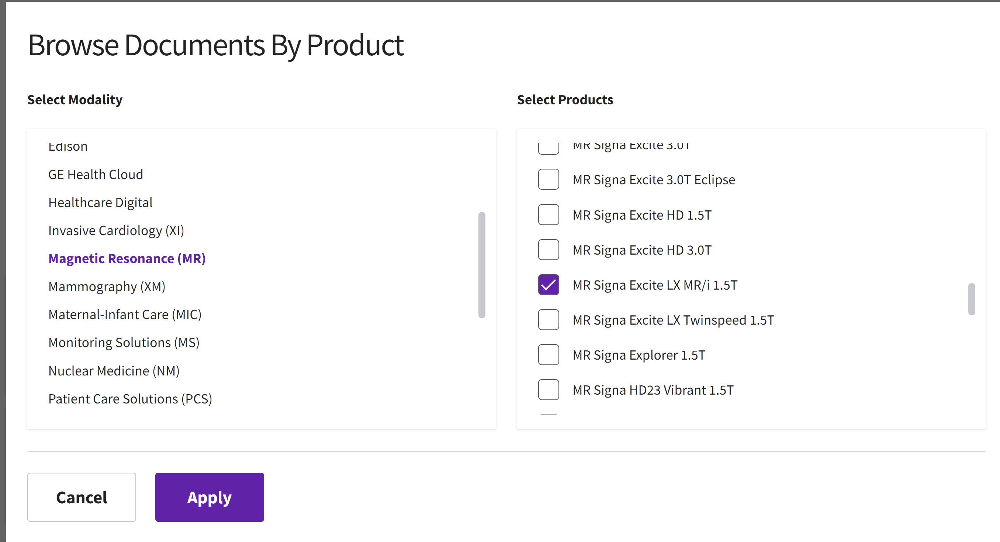 Browse Documents By Product
Select Modality
Edison
GE Health Cloud
Healthcare Digital
Invasive Cardiology (XI)
Magnetic Resonance (MR)
Mammography (XM)
Maternal-Infant Care (MIC)
Monitoring Solutions (MS)
Nuclear Medicine (NM)
Patient Care Solutions (PCS)
Select Products
MR Signa Excite 3.0T
MR Signa Excite 3.0T Eclipse
MR Signa Excite HD 1.5T
MR Signa Excite HD 3.0T
MR Signa Excite LX MR/i 1.5T
MR Signa Excite LX Twinspeed 1.5T
MR Signa Explorer 1.5T
MR Signa HD23 Vibrant 1.5T
Cancel
Apply